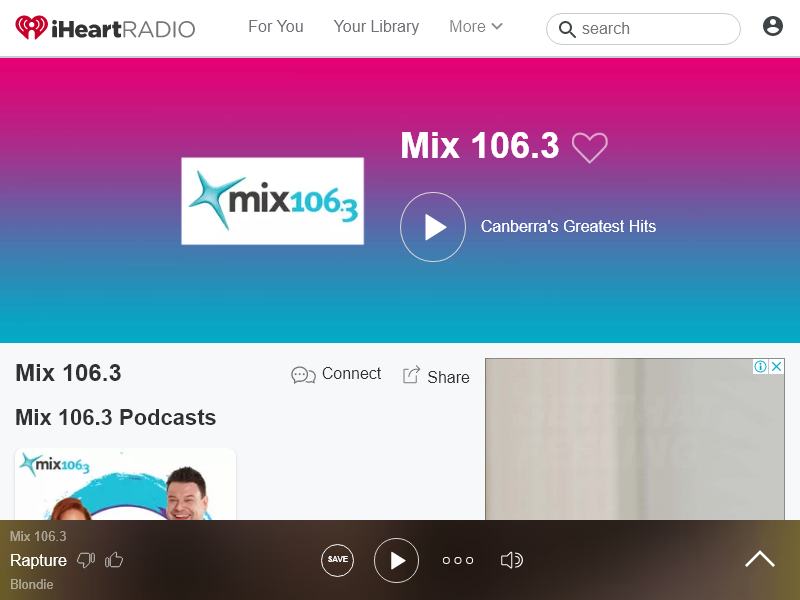 iHeartRADIO
For You
Your Library
More
search
Mix 106.3
mix106.3
Canberra's Greatest Hits
Mix 106.3
Connect
Share
Mix 106.3 Podcasts
mix106.3
Mix 106.3
Rapture
Blondie
SAVE